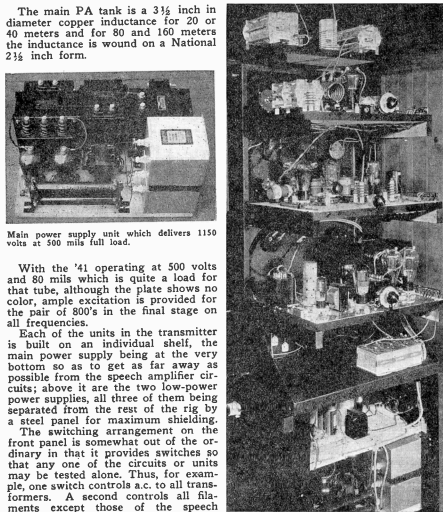 The main PA tank is a 3½ inch in
diameter copper inductance for 20 or
40 meters and for 80 and 160 meters
the inductance is wound on a National
2½ inch form.
Main power supply unit which delivers 1150
volts at 500 mils full load.
With the '41 operating at 500 volts
and 80 mils which is quite a load for
that tube, although the plate shows no
color, ample excitation is provided for
the pair of 800's in the final stage on
all frequencies.
Each of the units in the transmitter
is built on an individual shelf, the
main power supply being at the very
bottom so as to get as far away as
possible from the speech amplifier cir-
cuits; above it are the two low-power
power supplies, all three of them being
separated from the rest of the rig by
a steel panel for maximum shielding.
The switching arrangement on the
front panel is somewhat out of the or-
dinary in that it provides switches so
that any one of the circuits or units
may be tested alone. Thus, for exam-
ple, one switch controls a.c. to all trans-
formers. A second controls all fila-
ments except those of the speech